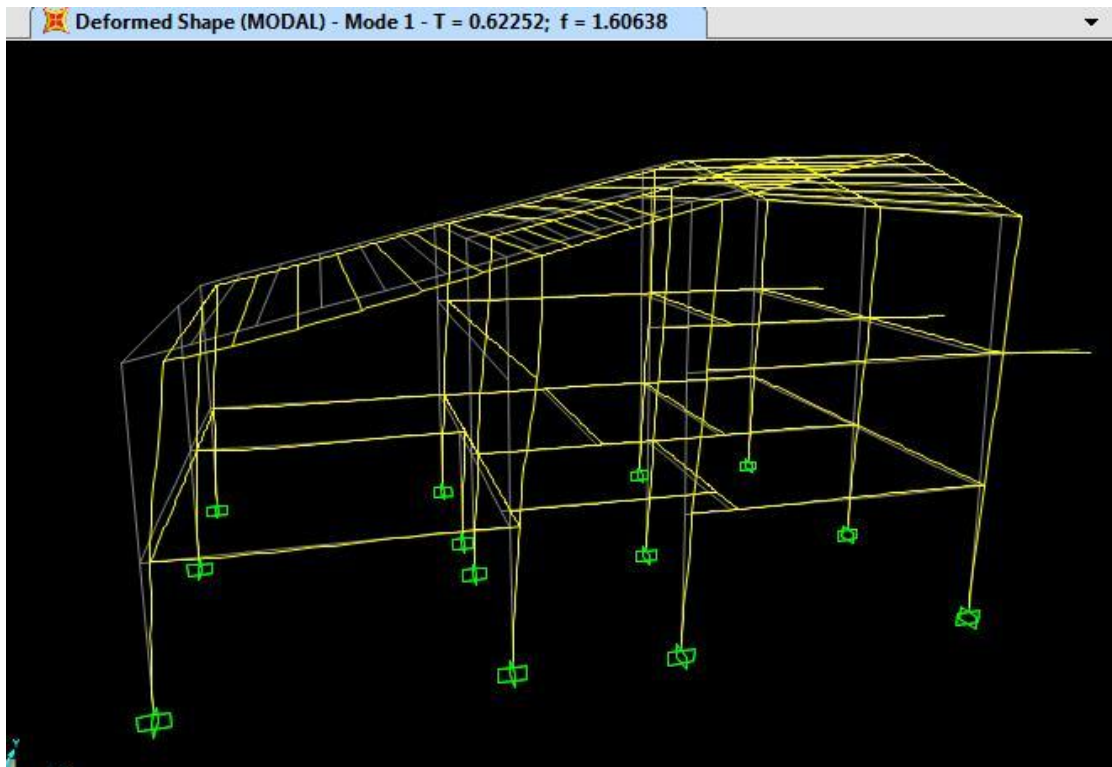 Deformed Shape (MODAL) - Mode 1 - T = 0.62252; f = 1.60638
Y